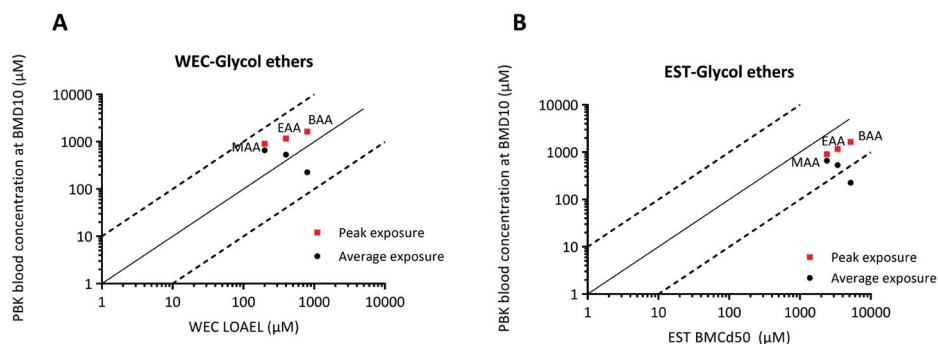 A
WEC-Glycol ethers
PBK blood concentration at BMD10 (µM)
10000
1000
100
10
1
MAA
EAA
BAA
Peak exposure
Average exposure
1 10 100 1000 10000
WEC LOAEL (µM)
B
EST-Glycol ethers
PBK blood concentration at BMD10 (µM)
10000
1000
100
10
1
MAA
EAA
BAA
Peak exposure
Average exposure
1 10 100 1000 10000
EST BMCd50 (µM)